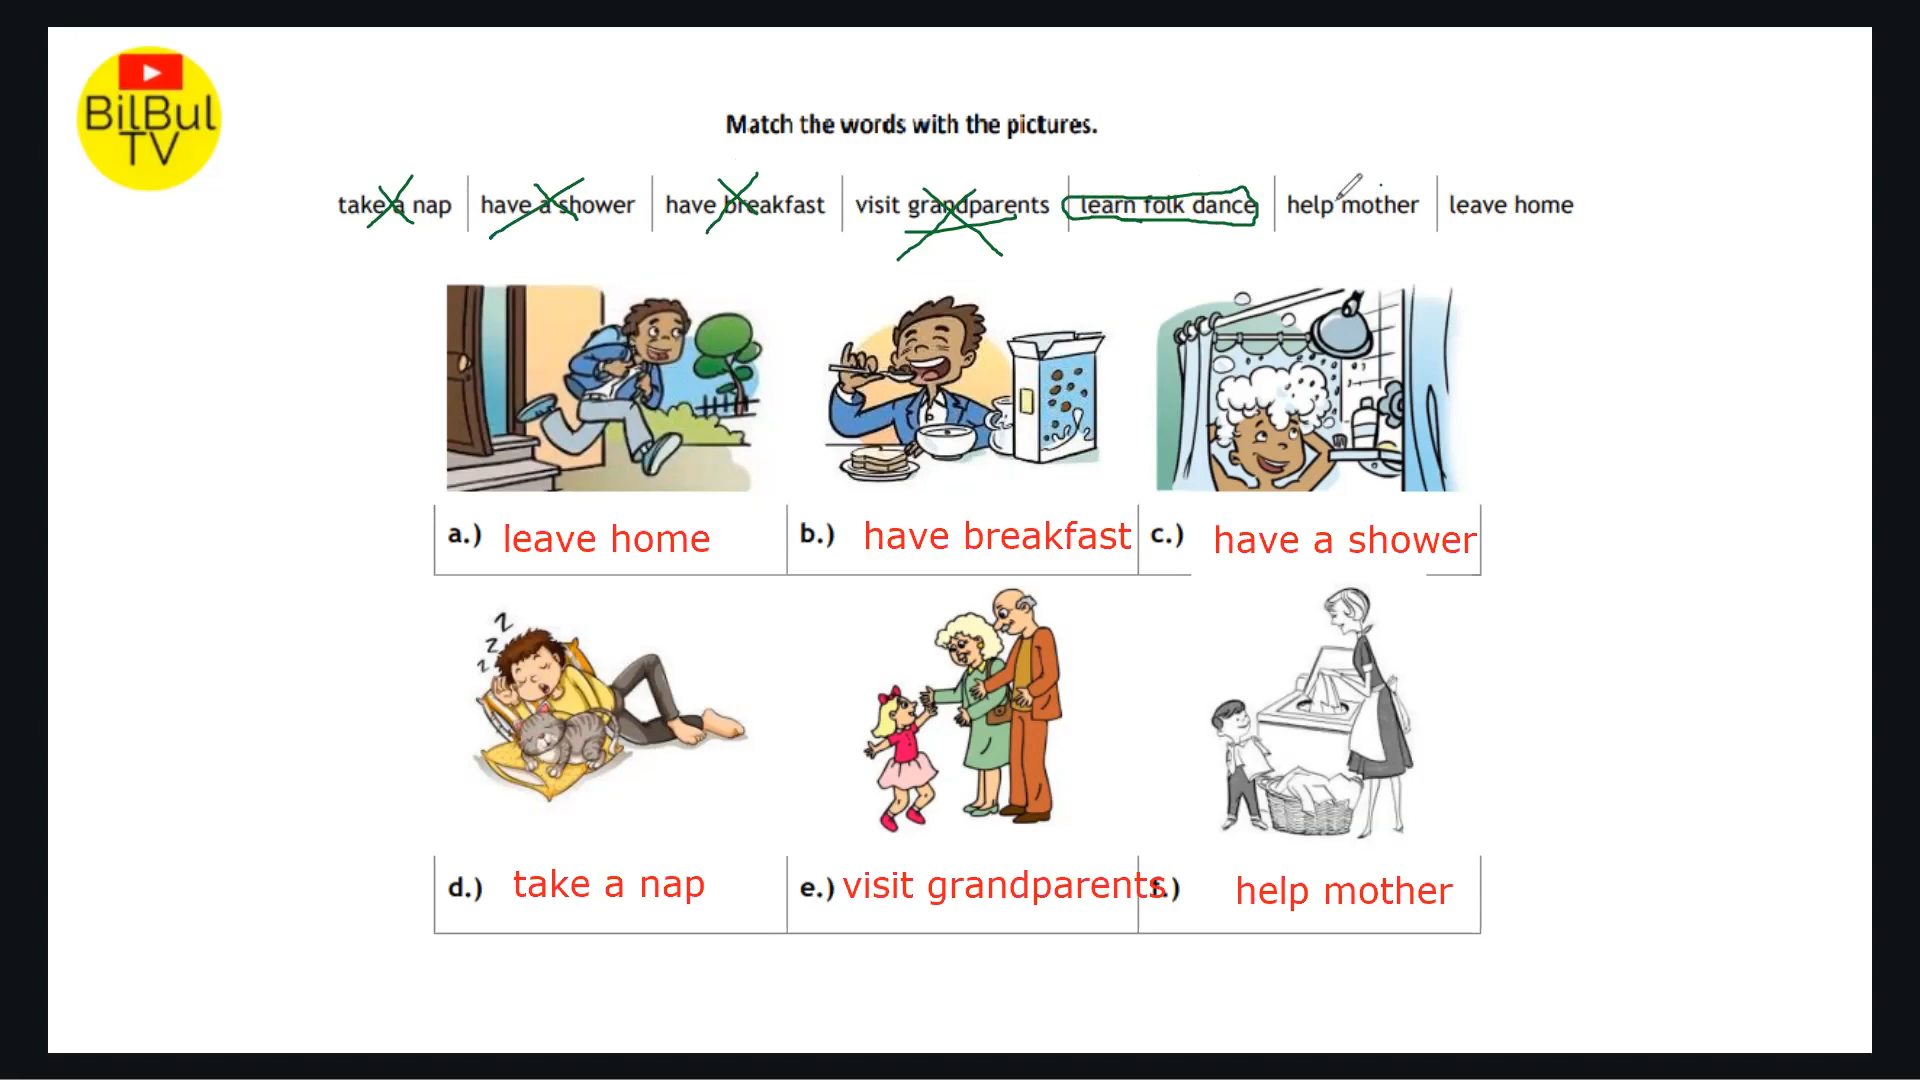 BilBul
TV
Match the words with the pictures.
take a nap have a shower have breakfast visit grandparents learn folk dance help mother leave home
a.) leave home b.) have breakfast c.) have a shower
z z z
d.) take a nap e.) visit grandparents. f.) help mother